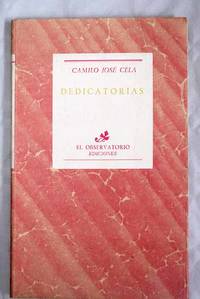 CAMILO JOSÉ CELA
DEDICATORIAS
EL OBSERVATORIO
EDICIONES